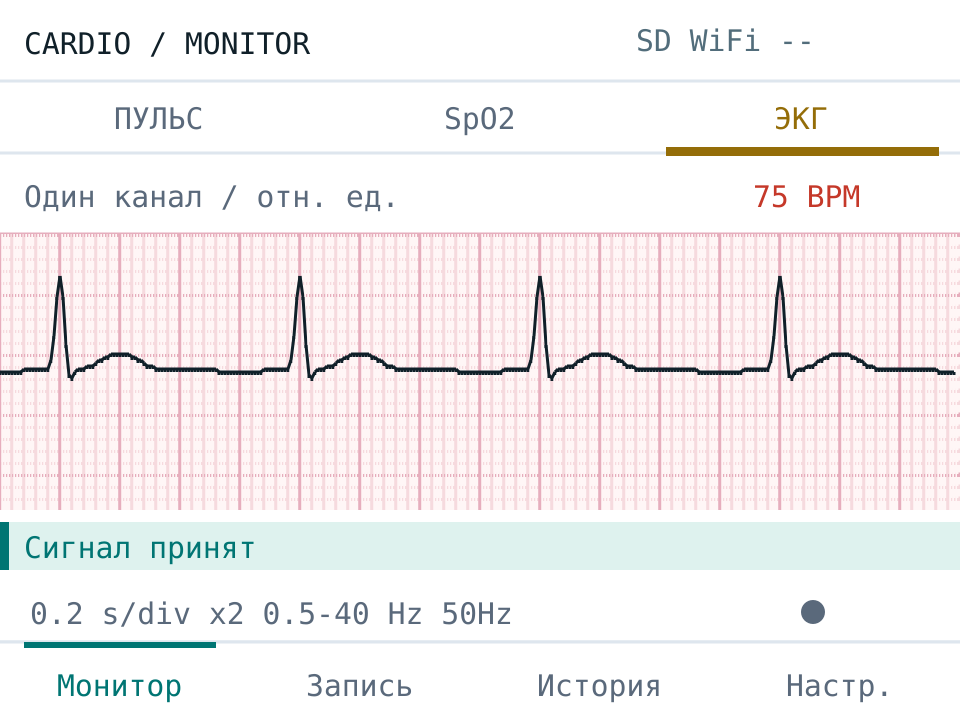 CARDIO / MONITOR SD WiFi --
ПУЛЬС SpO2 ЭКГ
Один канал / отн. ед. 75 BPM
Сигнал принят
0.2 s/div x2 0.5-40 Hz 50Hz
Монитор Запись История Настр.